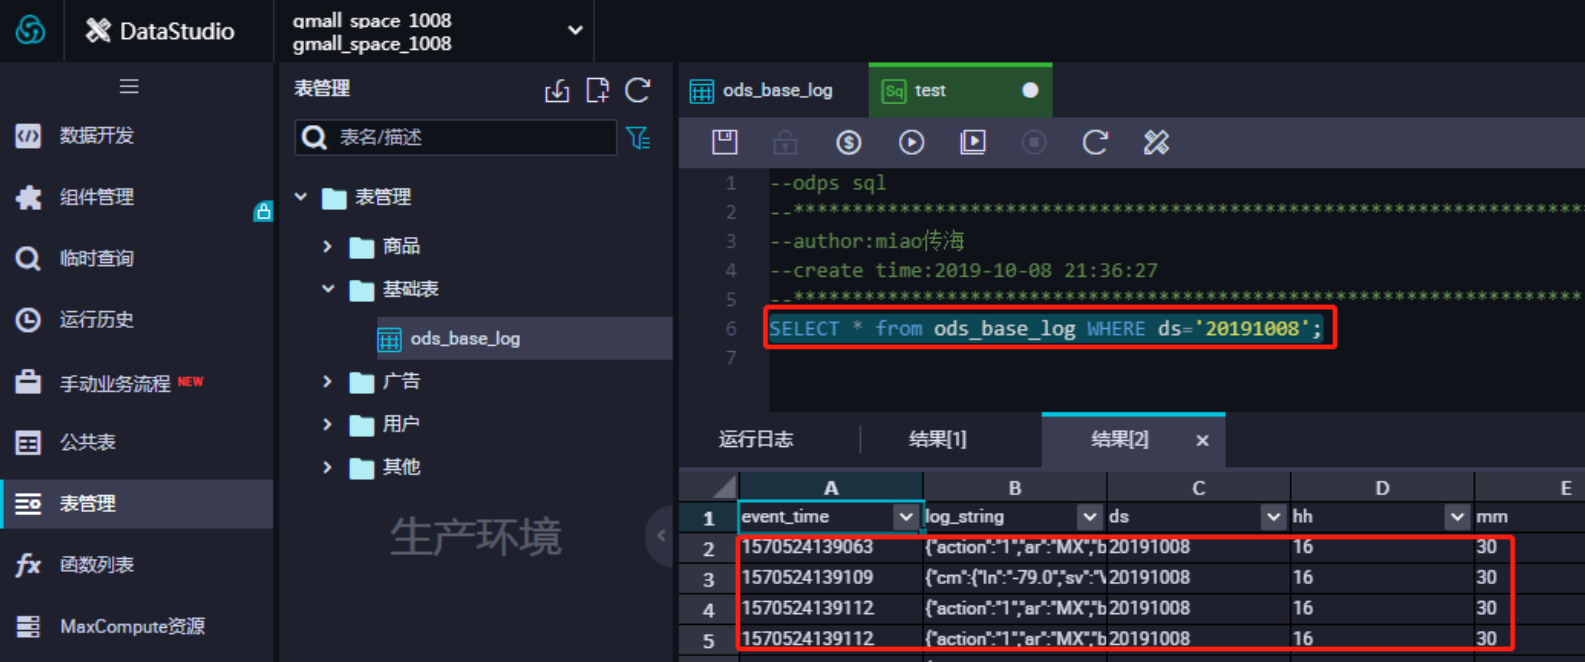 DataStudio
gmall_space_1008
gmall_space_1008
数据开发
组件管理
临时查询
运行历史
手动业务流程 NEW
公共表
表管理
函数列表
MaxCompute资源
表管理
表名/描述
表管理
商品
基础表
ods_base_log
广告
用户
其他
生产环境
ods_base_log
Sq test
1 --odps sql
2 --**********************************************************************
3 --author:miao传海
4 --create time:2019-10-08 21:36:27
5 --**********************************************************************
6 SELECT * from ods_base_log WHERE ds='20191008';
7
运行日志 结果[1] 结果[2]
A B C D E
1 event_time log_string ds hh mm
2 1570524139063 {"action":"1","ar":"MX","b 20191008 16 30
3 1570524139109 {"cm":{"ln":"-79.0","sv":"V 20191008 16 30
4 1570524139112 {"action":"1","ar":"MX","b 20191008 16 30
5 1570524139112 {"action":"1","ar":"MX","b 20191008 16 30